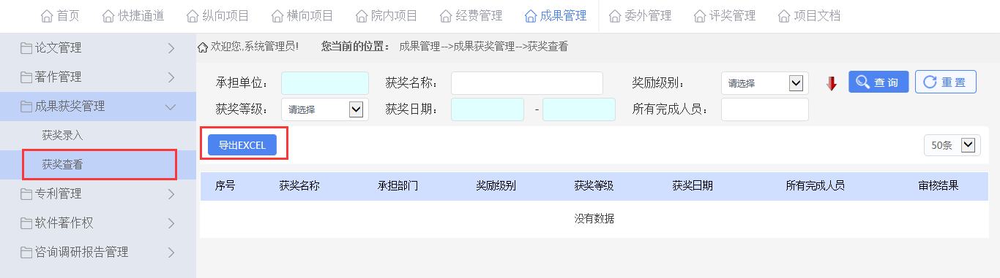 首页 快捷通道 纵向项目 横向项目 院内项目 经费管理 成果管理 委外管理 评奖管理 项目文档
论文管理
著作管理
成果获奖管理
获奖录入
获奖查看
专利管理
软件著作权
咨询调研报告管理
欢迎您,系统管理员! 您当前的位置： 成果管理-->成果获奖管理-->获奖查看
承担单位： 获奖名称： 奖励级别： 请选择 查 询 重 置
获奖等级： 请选择 获奖日期： - 所有完成人员：
导出EXCEL 50条
序号 获奖名称 承担部门 奖励级别 获奖等级 获奖日期 所有完成人员 审核结果
没有数据